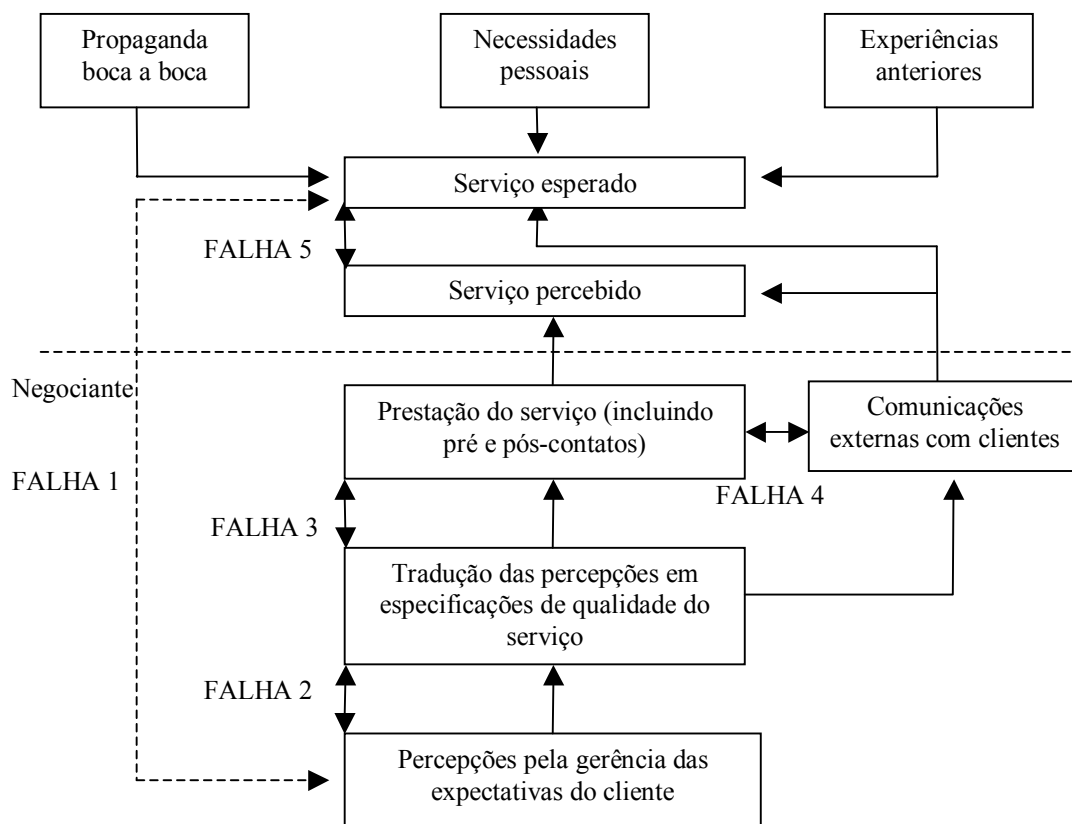 Propaganda
boca a boca
Necessidades
pessoais
Experiências
anteriores
Serviço esperado
FALHA 5
Serviço percebido
Negociante
Prestação do serviço (incluindo
pré e pós-contatos)
Comunicações
externas com clientes
FALHA 1
FALHA 4
FALHA 3
Tradução das percepções em
especificações de qualidade do
serviço
FALHA 2
Percepções pela gerência das
expectativas do cliente